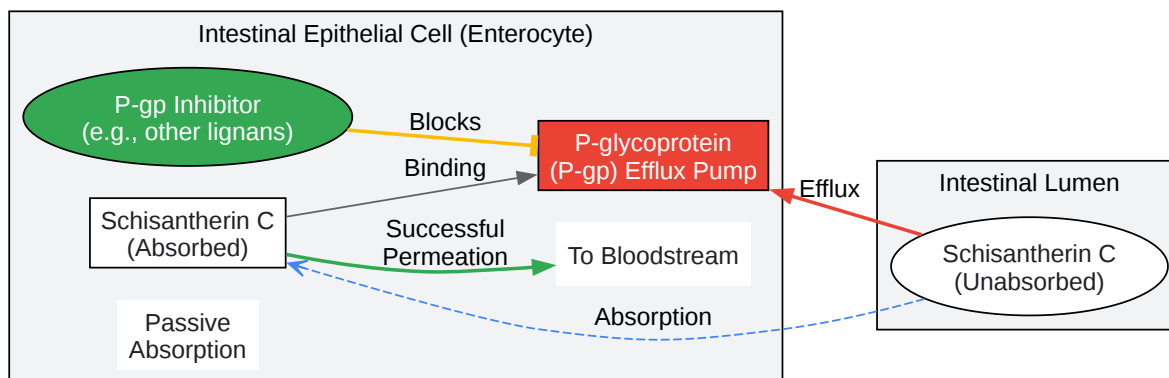 Intestinal Epithelial Cell (Enterocyte)
P-gp Inhibitor
(e.g., other lignans)
Blocks
P-glycoprotein
(P-gp) Efflux Pump
Binding
Efflux
Intestinal Lumen
Schisantherin C
(Absorbed)
Successful
Permeation
To Bloodstream
Schisantherin C
(Unabsorbed)
Absorption
Passive
Absorption